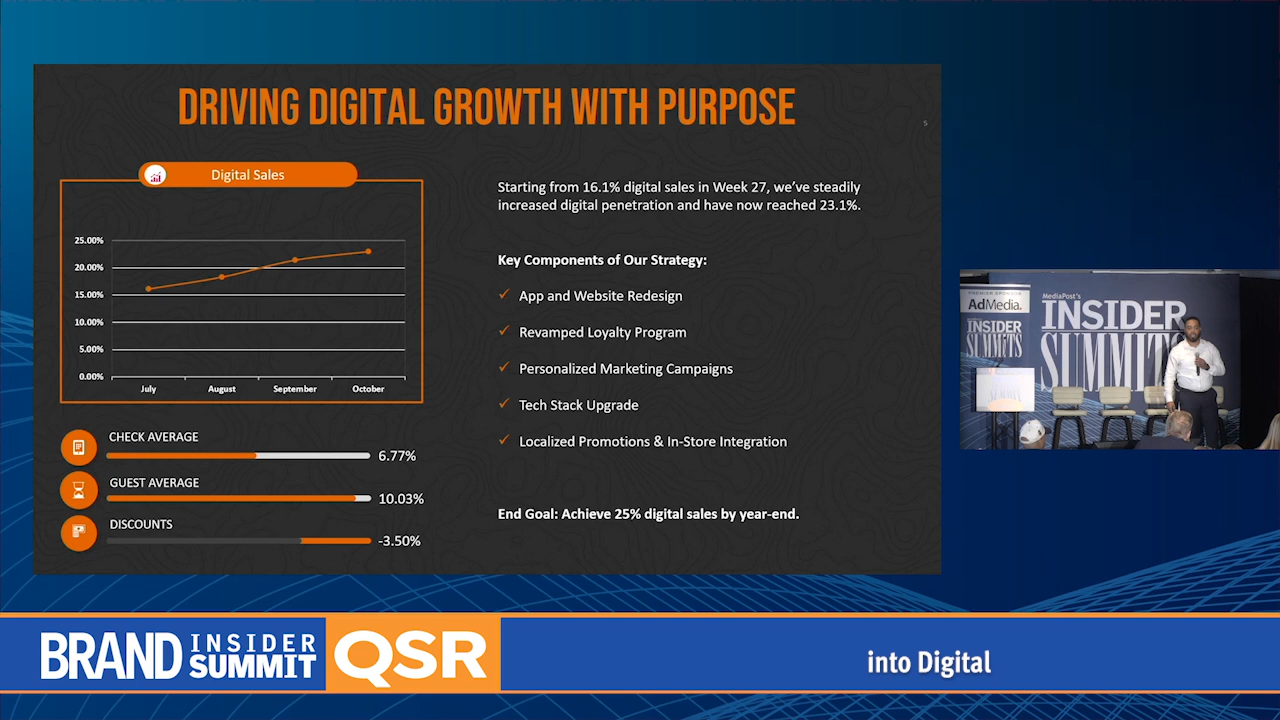 DRIVING DIGITAL GROWTH WITH PURPOSE
5
Digital Sales
25.00%
20.00%
15.00%
10.00%
5.00%
0.00%
July August September October
CHECK AVERAGE
6.77%
GUEST AVERAGE
10.03%
DISCOUNTS
-3.50%
Starting from 16.1% digital sales in Week 27, we've steadily
increased digital penetration and have now reached 23.1%.
Key Components of Our Strategy:
App and Website Redesign
Revamped Loyalty Program
Personalized Marketing Campaigns
Tech Stack Upgrade
Localized Promotions & In-Store Integration
End Goal: Achieve 25% digital sales by year-end.
PREMIER SPONSOR
AdMedia.
INSIDER
SUMMITS
MediaPost's
INSIDER
SUMMITS
BRAND INSIDER
SUMMIT
QSR
into Digital